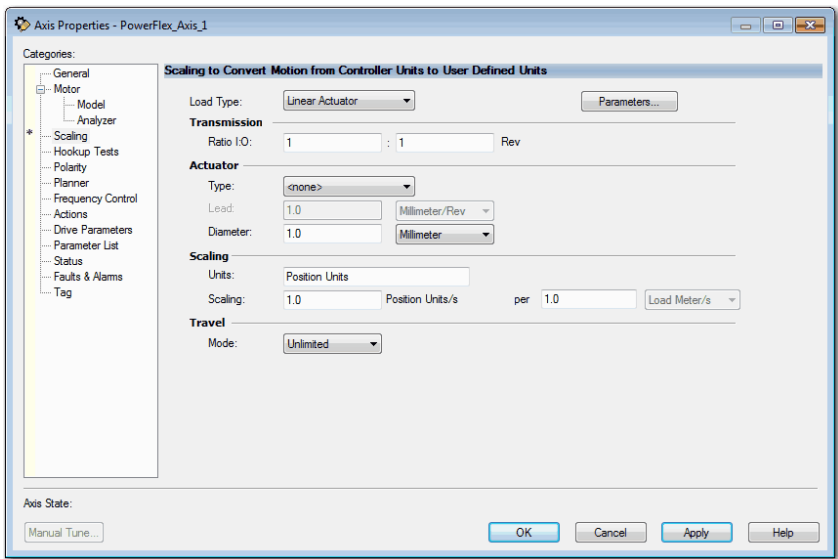 Axis Properties - PowerFlex_Axis_1
Categories:
General
Motor
Model
Analyzer
* Scaling
Hookup Tests
Polarity
Planner
Frequency Control
Actions
Drive Parameters
Parameter List
Status
Faults & Alarms
Tag
Scaling to Convert Motion from Controller Units to User Defined Units
Load Type: Linear Actuator Parameters...
Transmission
Ratio I:O: 1 : 1 Rev
Actuator
Type: <none>
Lead: 1.0 Millimeter/Rev
Diameter: 1.0 Millimeter
Scaling
Units: Position Units
Scaling: 1.0 Position Units/s per 1.0 Load Meter/s
Travel
Mode: Unlimited
Axis State:
Manual Tune... OK Cancel Apply Help